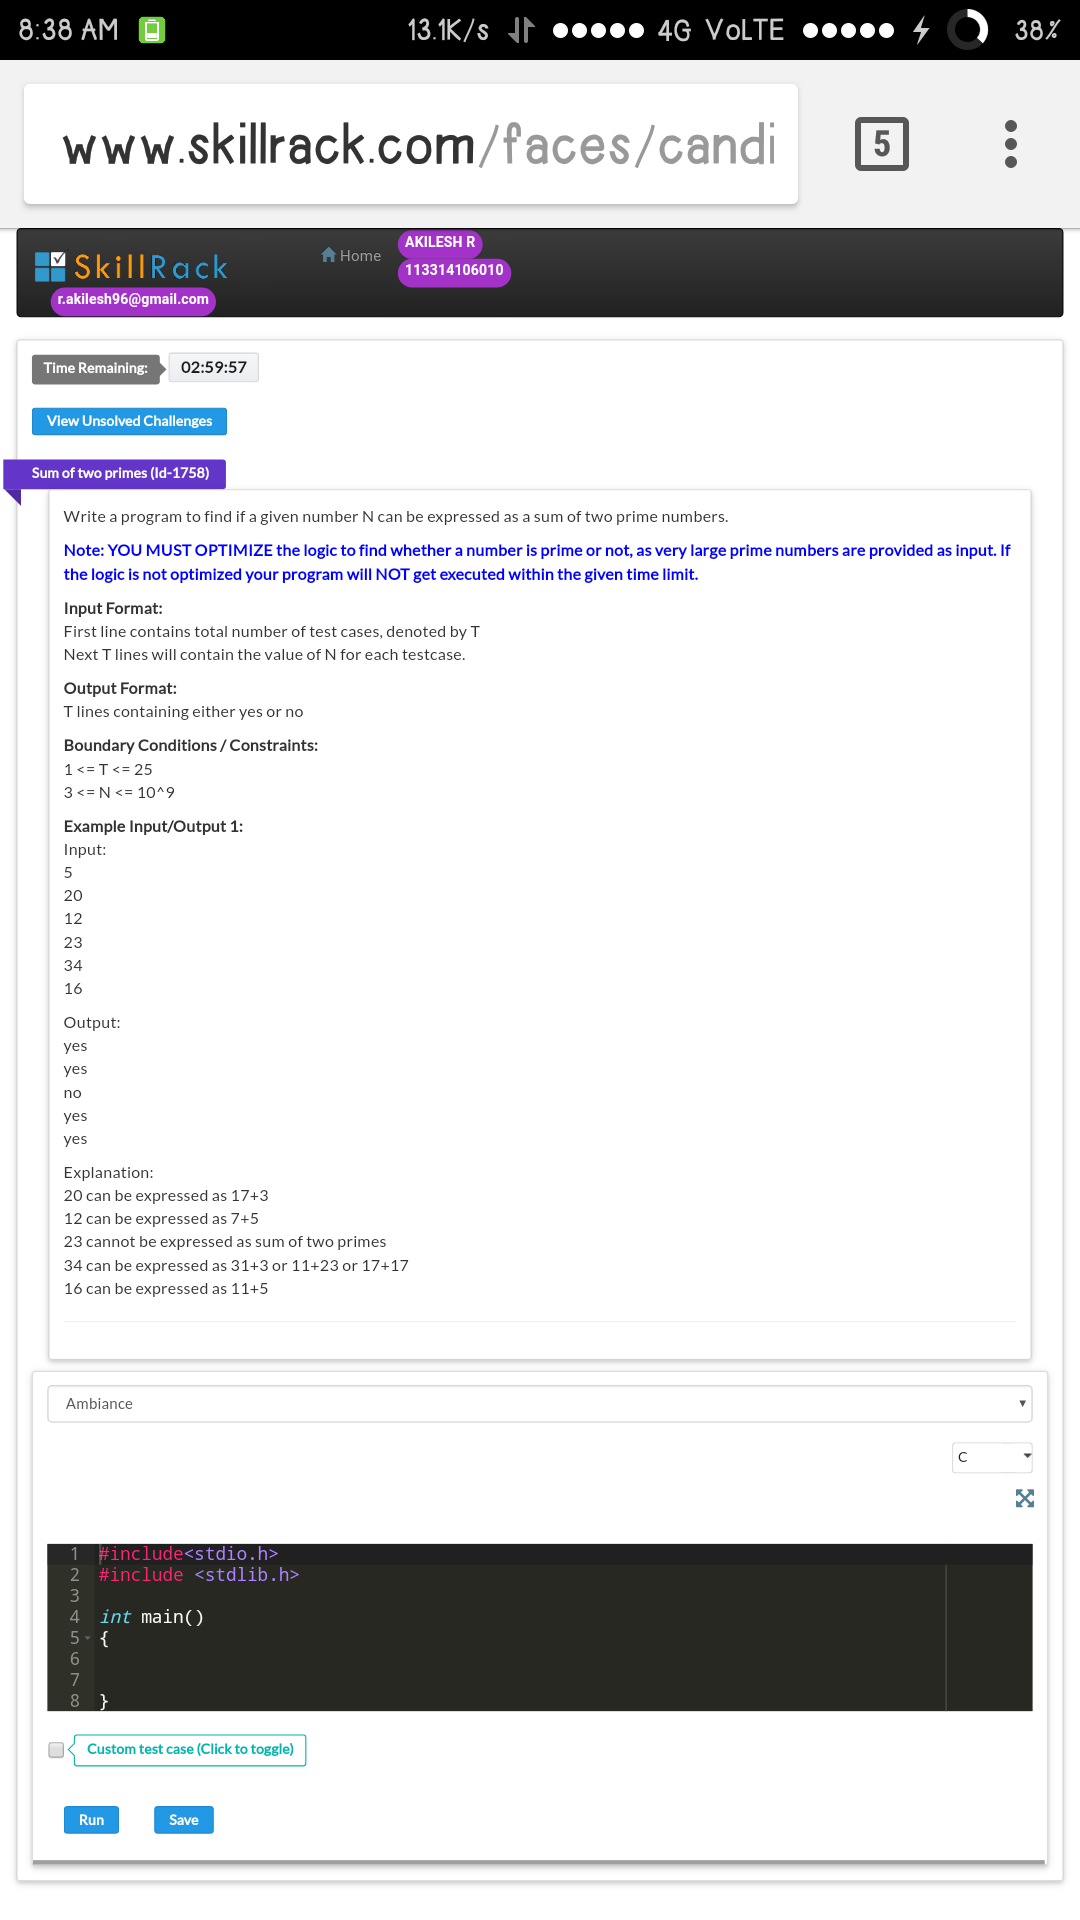 8:38 AM 13.1K/s 4G VoLTE 38%
www.skillrack.com/faces/candi 5
SkillRack Home AKILESH R
113314106010
r.akilesh96@gmail.com
Time Remaining: 02:59:57
View Unsolved Challenges
Sum of two primes (Id-1758)
Write a program to find if a given number N can be expressed as a sum of two prime numbers.
Note: YOU MUST OPTIMIZE the logic to find whether a number is prime or not, as very large prime numbers are provided as input. If
the logic is not optimized your program will NOT get executed within the given time limit.
Input Format:
First line contains total number of test cases, denoted by T
Next T lines will contain the value of N for each testcase.
Output Format:
T lines containing either yes or no
Boundary Conditions / Constraints:
1 <= T <= 25
3 <= N <= 10^9
Example Input/Output 1:
Input:
5
20
12
23
34
16
Output:
yes
yes
no
yes
yes
Explanation:
20 can be expressed as 17+3
12 can be expressed as 7+5
23 cannot be expressed as sum of two primes
34 can be expressed as 31+3 or 11+23 or 17+17
16 can be expressed as 11+5
Ambiance
C
1 #include<stdio.h>
2 #include <stdlib.h>
3
4 int main()
5 {
6
7
8 }
Custom test case (Click to toggle)
Run Save